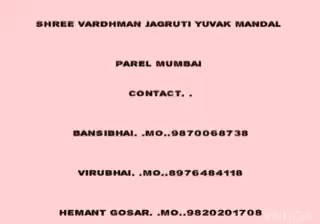 SHREE VARDHMAN JAGRUTI YUVAK MANDAL
PAREL MUMBAI
CONTACT. .
BANSIBHAI. .MO..9870068738
VIRUBHAI. .MO..8976484118
HEMANT GOSAR. .MO..9820201708